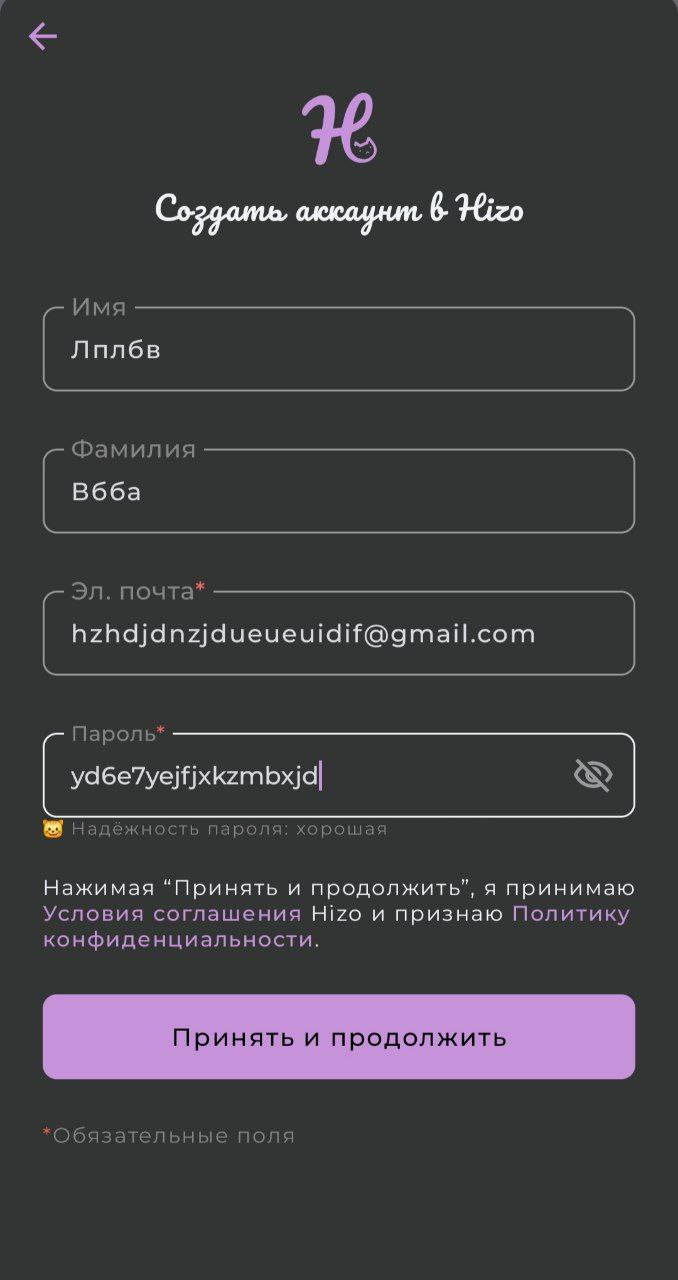 H
Создать аккаунт в Hizo
Имя
Лплбв
Фамилия
Вбба
Эл. почта*
hzhdjdnzjdueueuidif@gmail.com
Пароль*
yd6e7yejfjxkzmbxjd
Надёжность пароля: хорошая
Нажимая “Принять и продолжить”, я принимаю
Условия соглашения Hizo и признаю Политику
конфиденциальности.
Принять и продолжить
*Обязательные поля